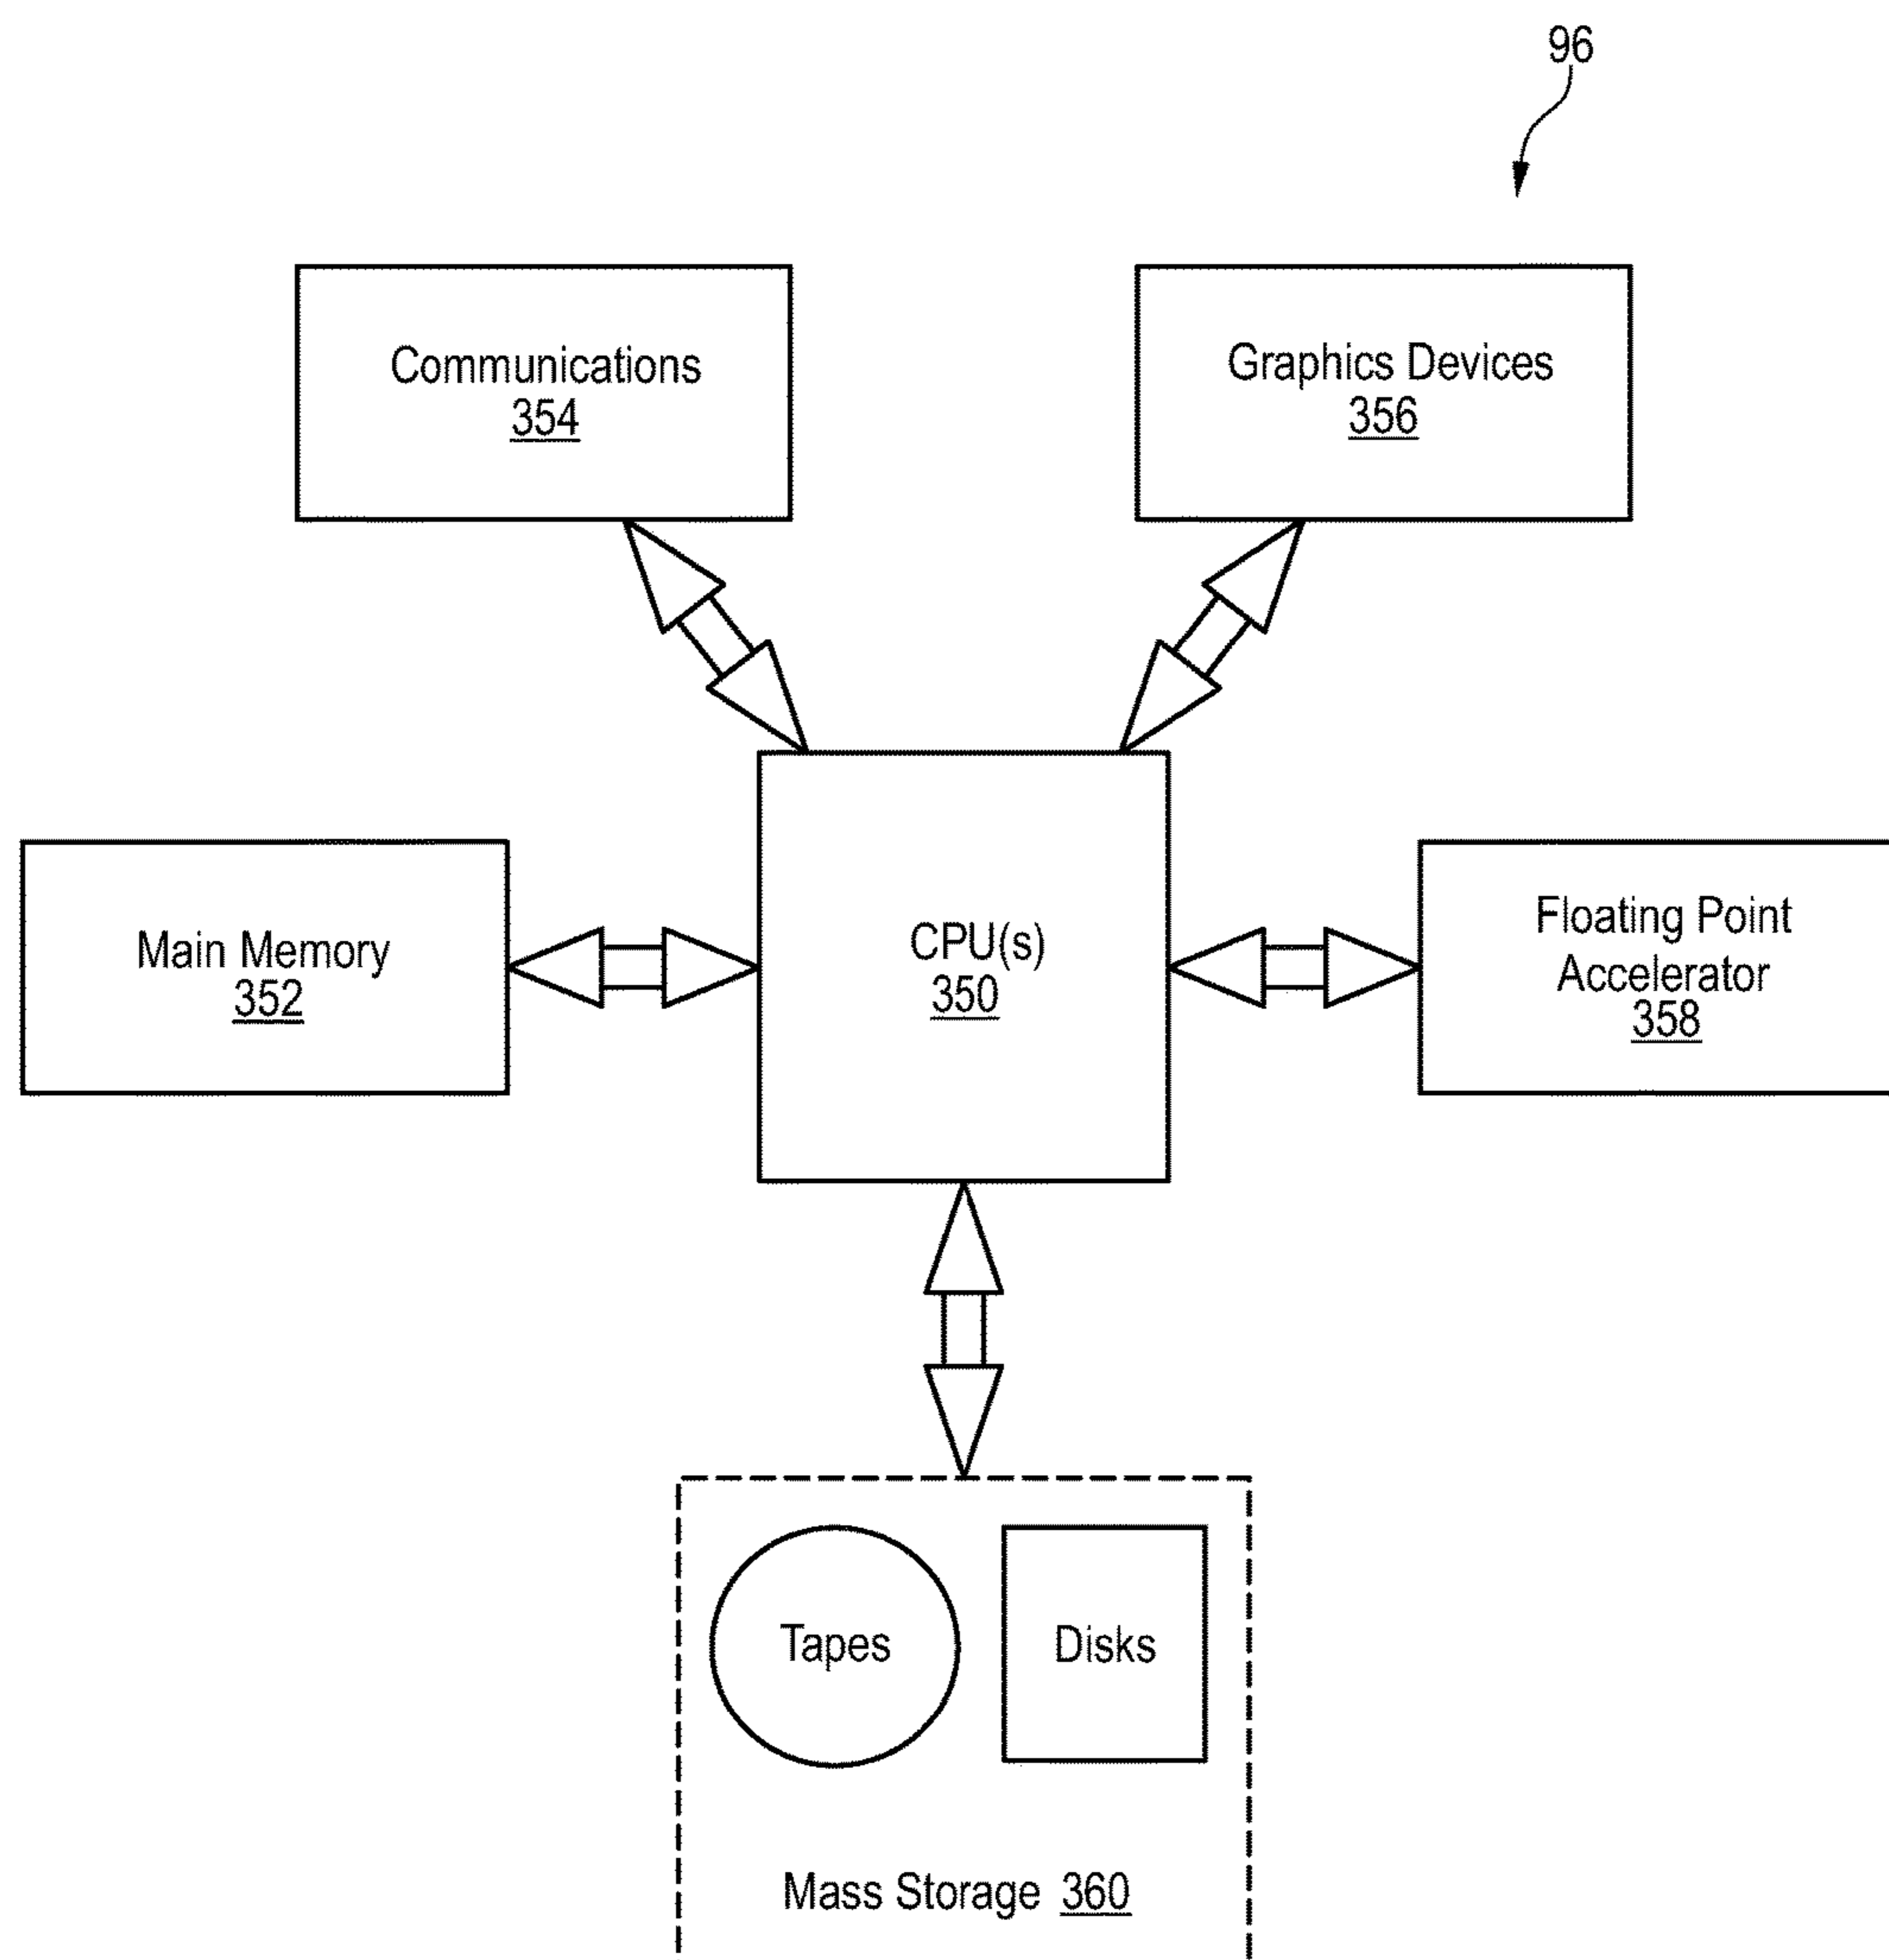 96
Communications
354
Graphics Devices
356
Main Memory
352
CPU(s)
350
Floating Point
Accelerator
358
Tapes
Disks
Mass Storage 360